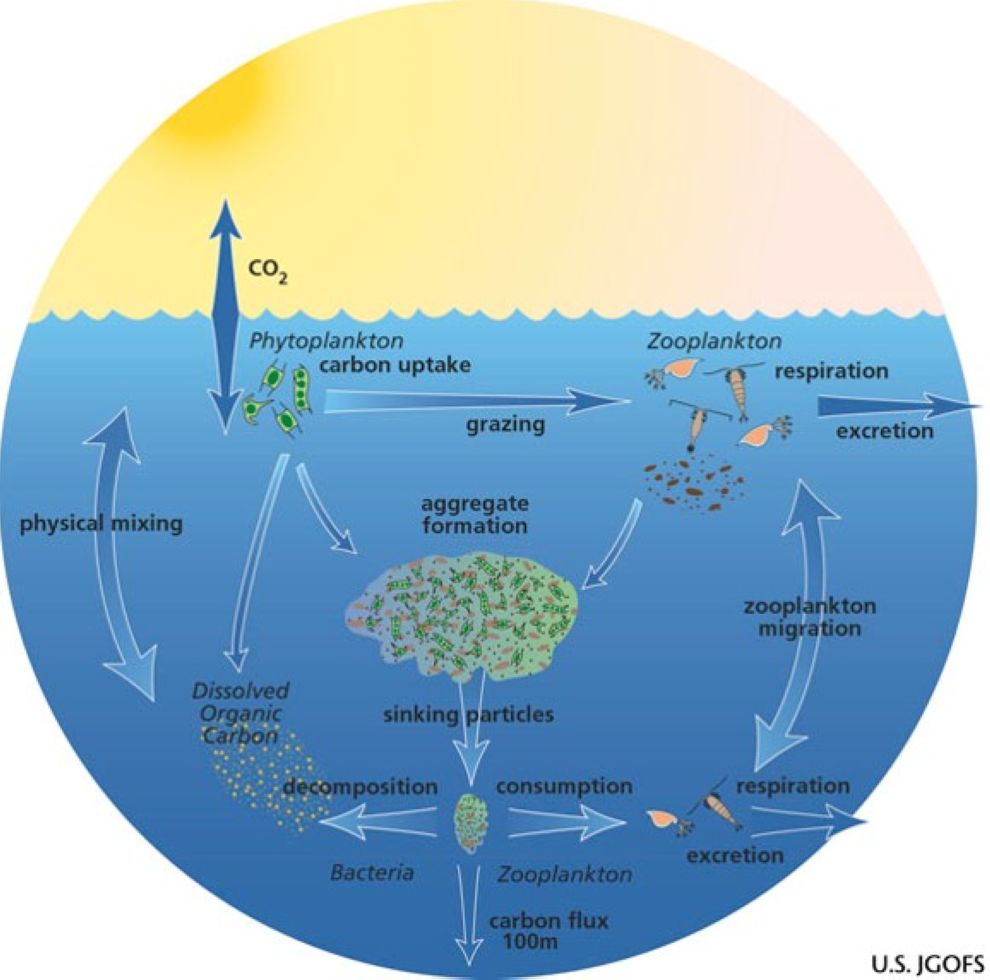 CO2
Phytoplankton
carbon uptake
Zooplankton
respiration
grazing
excretion
aggregate
formation
physical mixing
zooplankton
migration
Dissolved
Organic
Carbon
sinking particles
decomposition
consumption
respiration
excretion
Bacteria
Zooplankton
carbon flux
100m
U.S. JGOFS